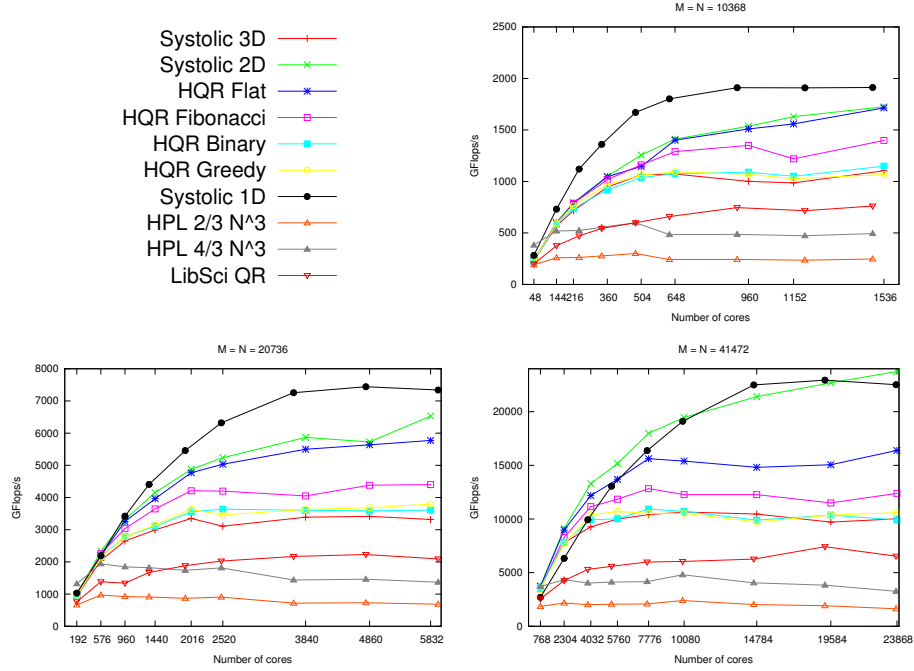 Systolic 3D
Systolic 2D
HQR Flat
HQR Fibonacci
HQR Binary
HQR Greedy
Systolic 1D
HPL 2/3 N^3
HPL 4/3 N^3
LibSci QR
M = N = 10368
2500
2000
1500
1000
500
0
GFlops/s
48 144 216 360 504 648 960 1152 1536
Number of cores
M = N = 20736
8000
7000
6000
5000
4000
3000
2000
1000
0
GFlops/s
192 576 960 1440 2016 2520 3840 4860 5832
Number of cores
M = N = 41472
20000
15000
10000
5000
0
GFlops/s
768 2304 4032 5760 7776 10080 14784 19584 23868
Number of cores